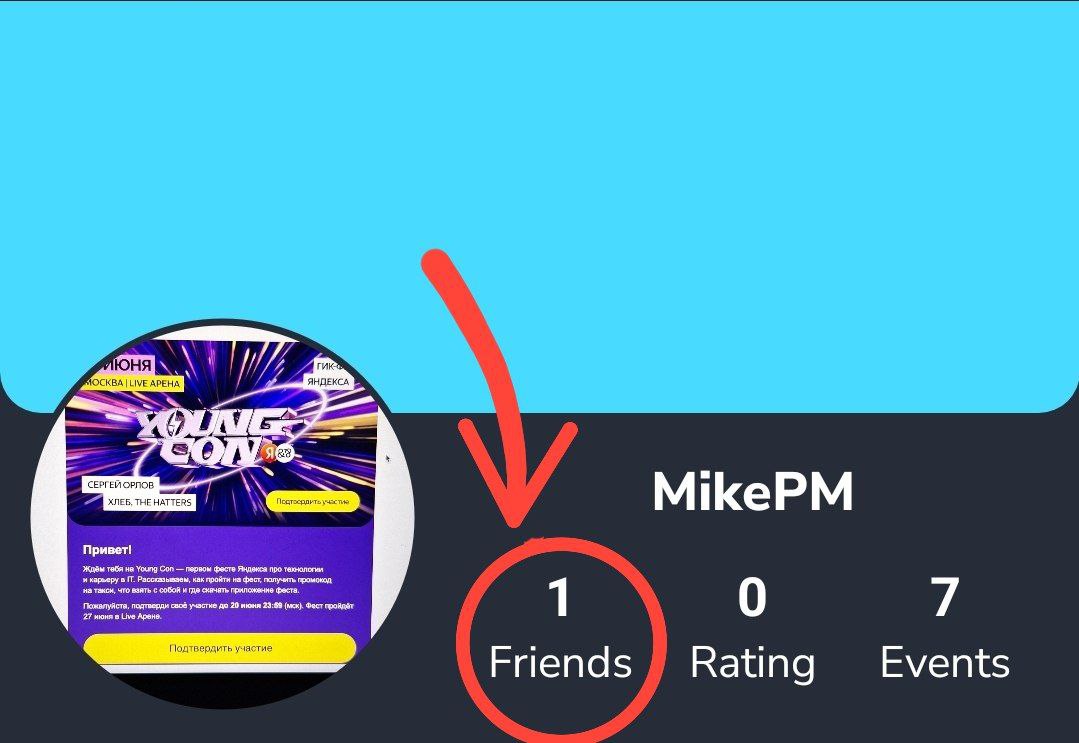 ИЮНЯ
МОСКВА | LIVE ARENA
ГИК-Ф
ЯНДЕКСА
YOUNG
CON
Я
СЕРГЕЙ ОРЛОВ
ХЛЕБ, THE HATTERS
Подтвердить участие
Привет!
Ждём тебя на Young Con — первом фесте Яндекса про технологии
и карьеру в IT. Рассказываем, как пройти на фест, получить промокод
на такси, что взять с собой и где скачать приложение феста.
Пожалуйста, подтверди своё участие до 20 июня 23:59 (мск). Фест пройдёт
27 июня в Live Арене.
Подтвердить участие
MikePM
1 0 7
Friends Rating Events